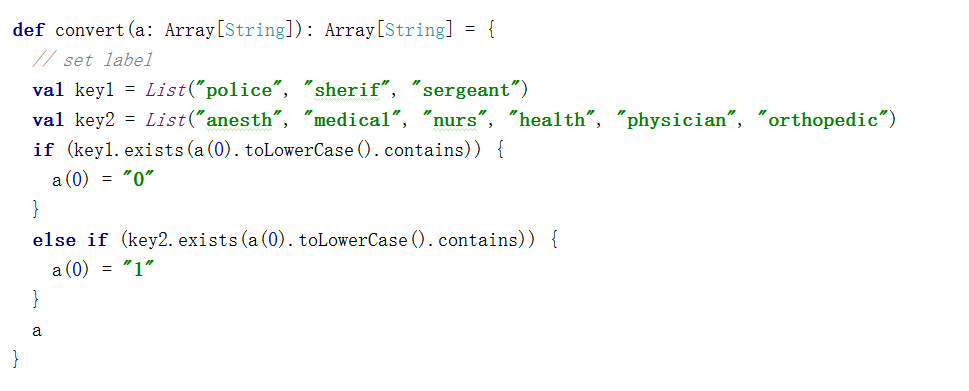 def convert(a: Array[String]): Array[String] = {
// set label
val key1 = List("police", "sherif", "sergeant")
val key2 = List("anesth", "medical", "nurs", "health", "physician", "orthopedic")
if (key1.exists(a(0).toLowerCase().contains)) {
a(0) = "0"
}
else if (key2.exists(a(0).toLowerCase().contains)) {
a(0) = "1"
}
a
}